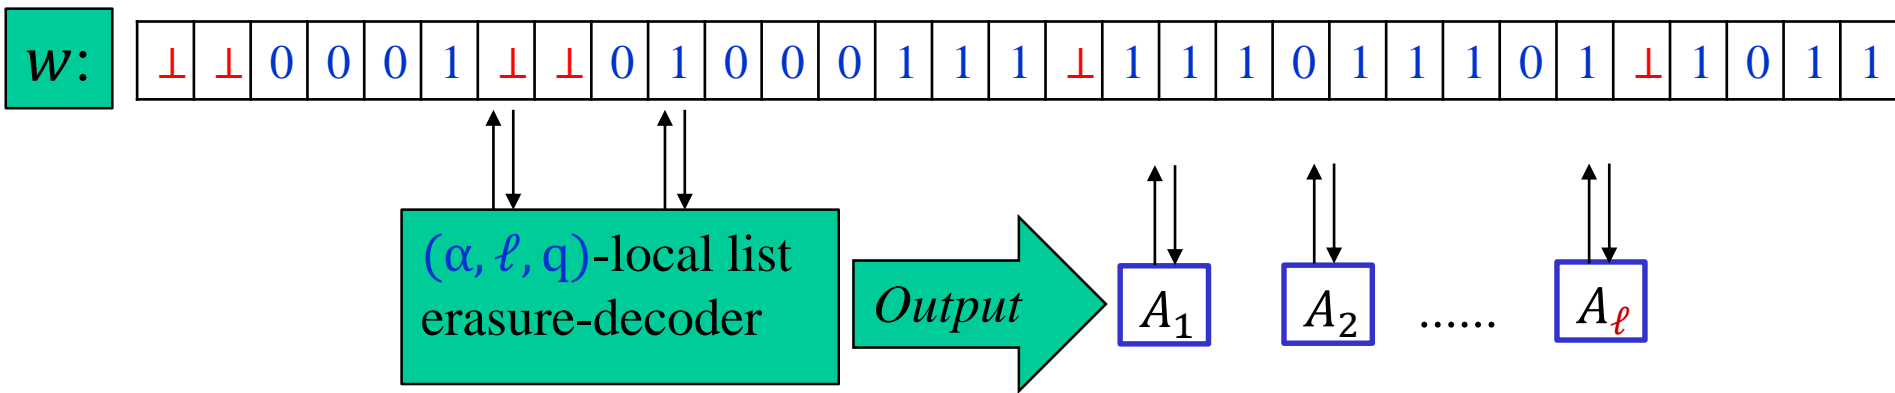 w: ⊥ ⊥ 0 0 0 1 ⊥ ⊥ 0 1 0 0 0 1 1 1 ⊥ 1 1 1 0 1 1 1 0 1 ⊥ 1 0 1 1
(α, ℓ, q)-local list
erasure-decoder
Output
A₁ A₂ ...... Aℓ